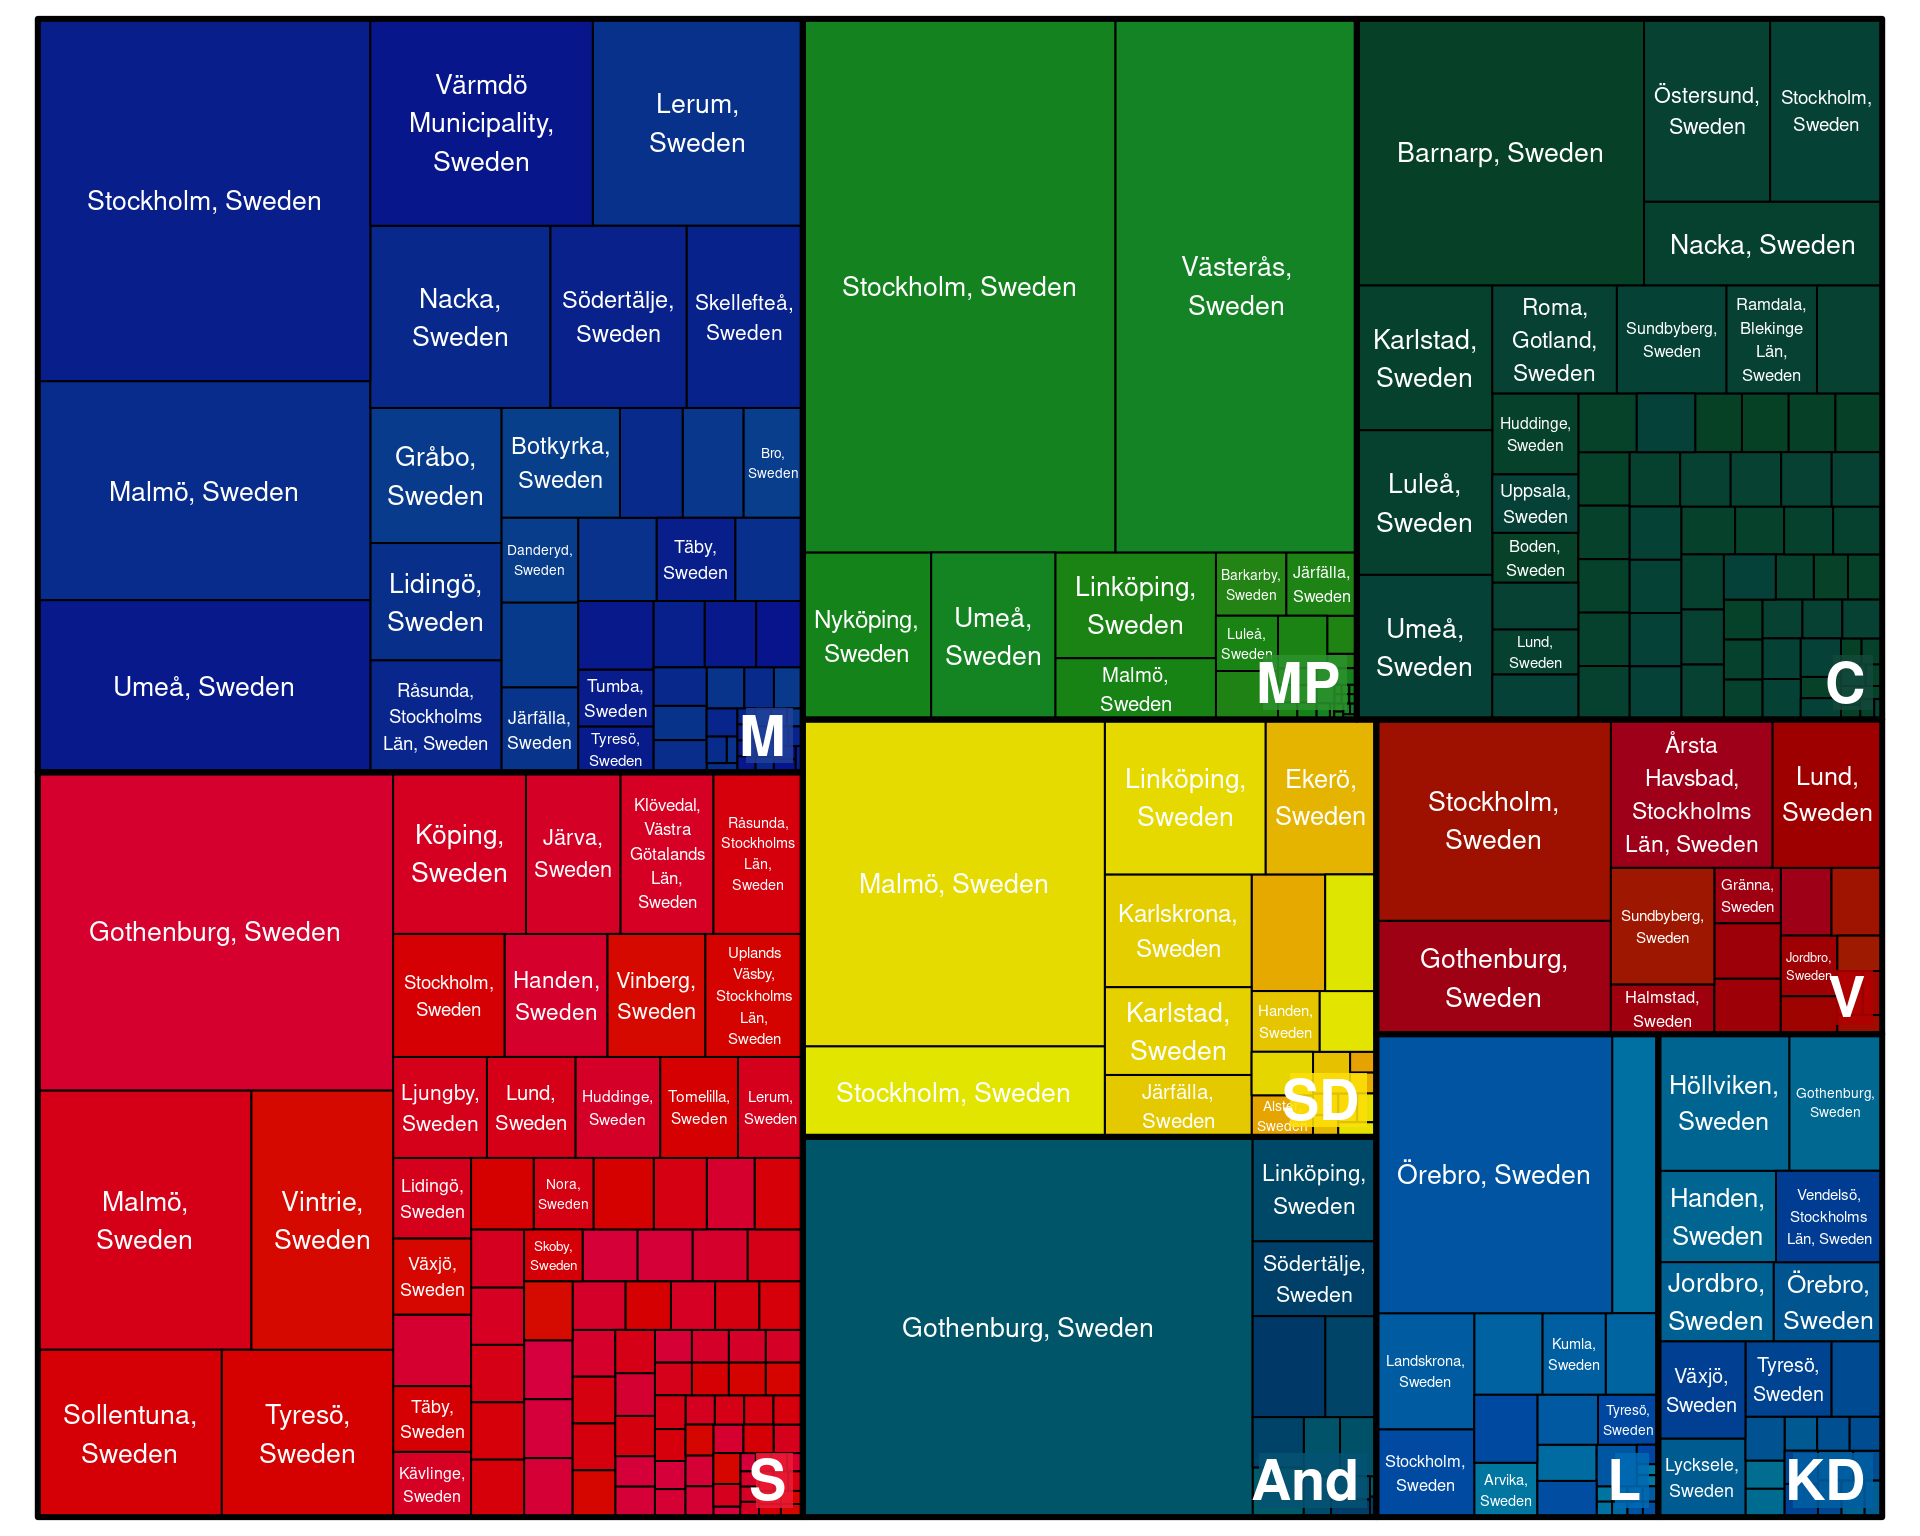 Stockholm, Sweden
Malmö, Sweden
Umeå, Sweden
Värmdö
Municipality,
Sweden
Lerum,
Sweden
Nacka,
Sweden
Södertälje,
Sweden
Skellefteå,
Sweden
Gråbo,
Sweden
Botkyrka,
Sweden
Bro,
Sweden
Lidingö,
Sweden
Danderyd,
Sweden
Täby,
Sweden
Råsunda,
Stockholms
Län, Sweden
Järfälla,
Sweden
Tumba,
Sweden
Tyresö,
Sweden
M
Stockholm, Sweden
Västerås,
Sweden
Nyköping,
Sweden
Umeå,
Sweden
Linköping,
Sweden
Malmö,
Sweden
Barkarby,
Sweden
Järfälla,
Sweden
Luleå,
Sweden
MP
Barnarp, Sweden
Östersund,
Sweden
Stockholm,
Sweden
Nacka, Sweden
Karlstad,
Sweden
Luleå,
Sweden
Umeå,
Sweden
Roma,
Gotland,
Sweden
Sundbyberg,
Sweden
Ramdala,
Blekinge
Län,
Sweden
Huddinge,
Sweden
Uppsala,
Sweden
Boden,
Sweden
Lund,
Sweden
C
Gothenburg, Sweden
Malmö,
Sweden
Vintrie,
Sweden
Sollentuna,
Sweden
Tyresö,
Sweden
Köping,
Sweden
Järva,
Sweden
Klövedal,
Västra
Götalands
Län,
Sweden
Råsunda,
Stockholms
Län,
Sweden
Stockholm,
Sweden
Handen,
Sweden
Vinberg,
Sweden
Uplands
Väsby,
Stockholms
Län,
Sweden
Ljungby,
Sweden
Lund,
Sweden
Huddinge,
Sweden
Tomelilla,
Sweden
Lerum,
Sweden
Lidingö,
Sweden
Nora,
Sweden
Växjö,
Sweden
Skoby,
Sweden
Täby,
Sweden
Kävlinge,
Sweden
S
Malmö, Sweden
Stockholm, Sweden
Linköping,
Sweden
Ekerö,
Sweden
Karlskrona,
Sweden
Karlstad,
Sweden
Järfälla,
Sweden
Handen,
Sweden
Sweden
SD
Stockholm,
Sweden
Gothenburg,
Sweden
Årsta
Havsbad,
Stockholms
Län, Sweden
Lund,
Sweden
Sundbyberg,
Sweden
Gränna,
Sweden
Jordbro,
Sweden
Halmstad,
Sweden
V
Gothenburg, Sweden
Linköping,
Sweden
Södertälje,
Sweden
And
Örebro, Sweden
Landskrona,
Sweden
Kumla,
Sweden
Tyresö,
Sweden
Stockholm,
Sweden
Arvika,
Sweden
L
Höllviken,
Sweden
Gothenburg,
Sweden
Handen,
Sweden
Vendelsö,
Stockholms
Län, Sweden
Jordbro,
Sweden
Örebro,
Sweden
Växjö,
Sweden
Tyresö,
Sweden
Lycksele,
Sweden
KD